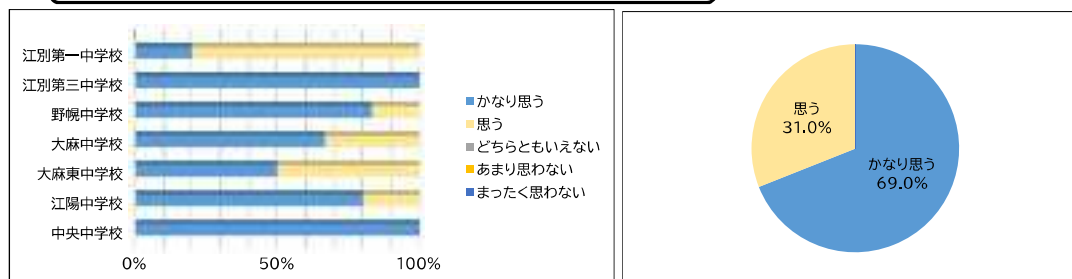 江別第一中学校
江別第三中学校
野幌中学校
大麻中学校
大麻東中学校
江陽中学校
中央中学校
0%
50%
100%
かなり思う
思う
どちらともいえない
あまり思わない
まったく思わない
思う
31.0%
かなり思う
69.0%